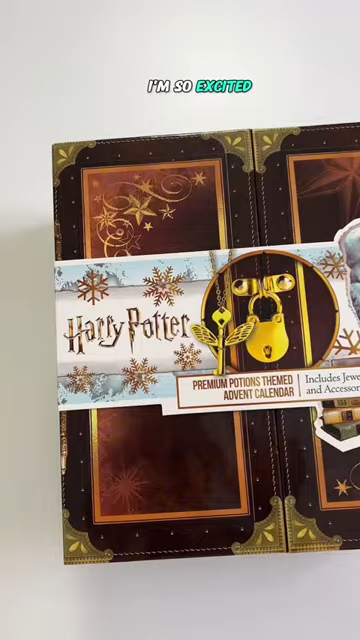 I'M SO EXCITED
Harry Potter
PREMIUM POTIONS THEMED
ADVENT CALENDAR
Includes Jewe
and Accessor